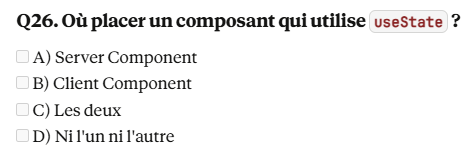 Q26. Où placer un composant qui utilise useState ?
A) Server Component
B) Client Component
C) Les deux
D) Ni l'un ni l'autre